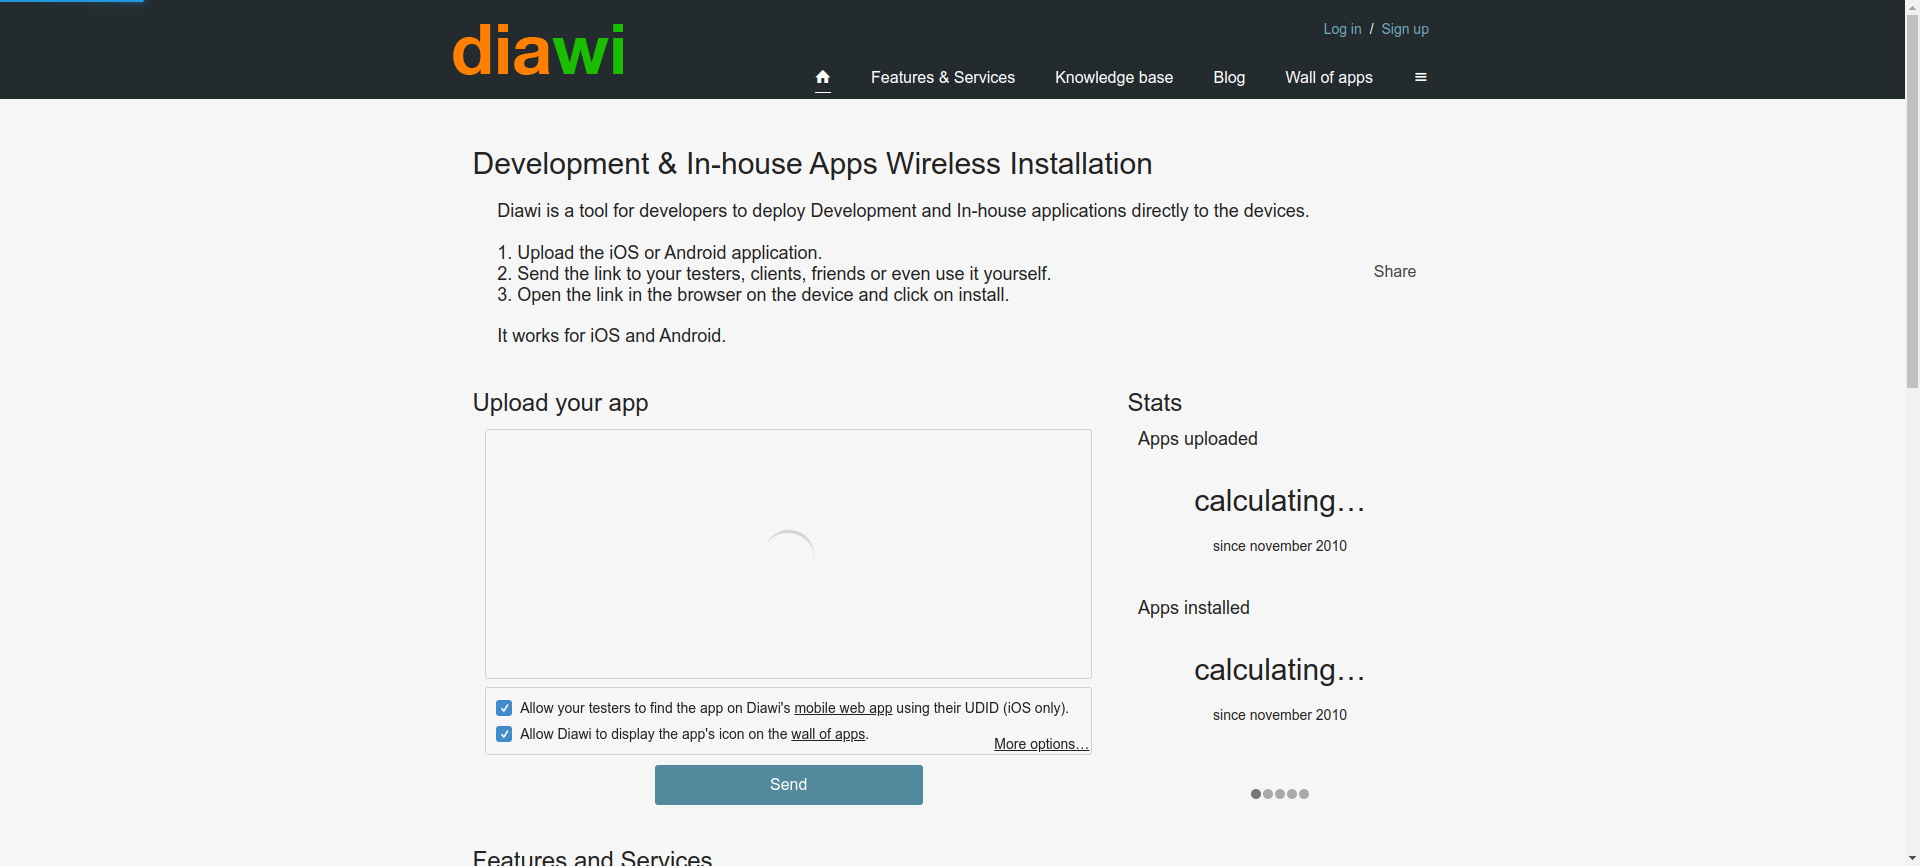 diawi
Log in / Sign up
Features & Services
Knowledge base
Blog
Wall of apps
Development & In-house Apps Wireless Installation
Diawi is a tool for developers to deploy Development and In-house applications directly to the devices.
1. Upload the iOS or Android application.
2. Send the link to your testers, clients, friends or even use it yourself.
3. Open the link in the browser on the device and click on install.
It works for iOS and Android.
Share
Upload your app
Allow your testers to find the app on Diawi's mobile web app using their UDID (iOS only).
Allow Diawi to display the app's icon on the wall of apps.
More options…
Send
Stats
Apps uploaded
calculating…
since november 2010
Apps installed
calculating…
since november 2010
Features and Services